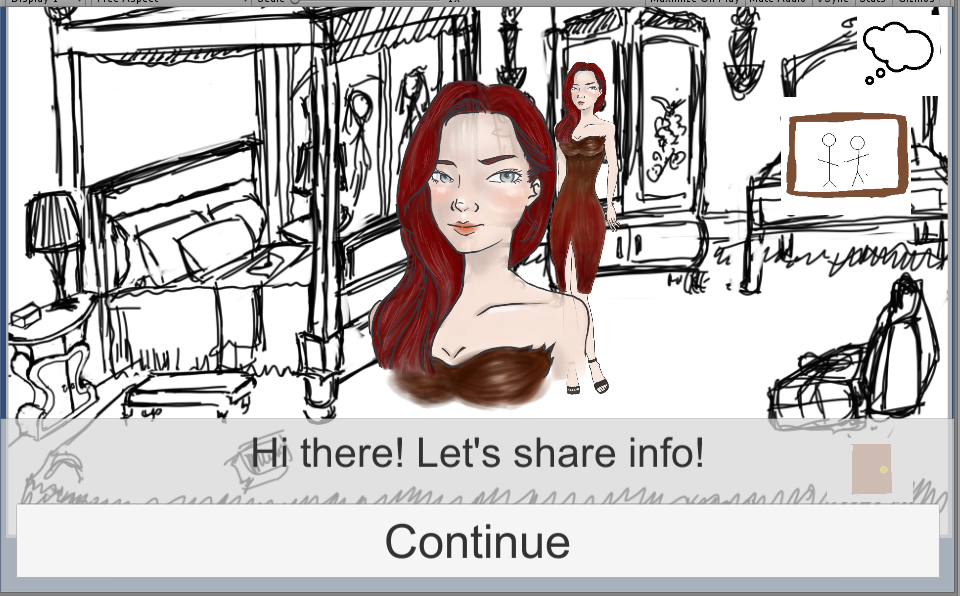 Display 1 Free Aspect Scale 1x Maximize On Play Mute Audio VSync Stats Gizmos
Hi there! Let's share info!
Continue